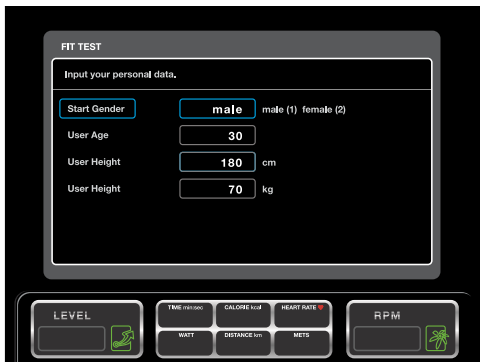 FIT TEST
Input your personal data.
Start Gender male male (1) female (2)
User Age 30
User Height 180 cm
User Height 70 kg
LEVEL
TIME min:sec CALORIE kcal HEART RATE
WATT DISTANCE km METS
RPM